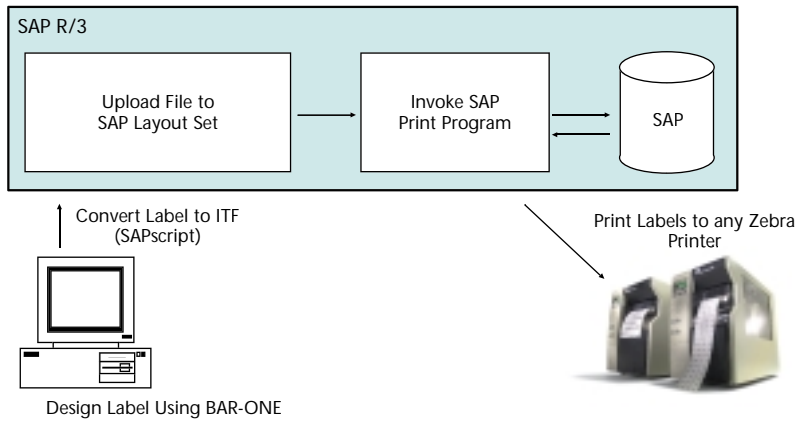 SAP R/3
Upload File to
SAP Layout Set
Invoke SAP
Print Program
SAP
Convert Label to ITF
(SAPscript)
Print Labels to any Zebra
Printer
Design Label Using BAR-ONE